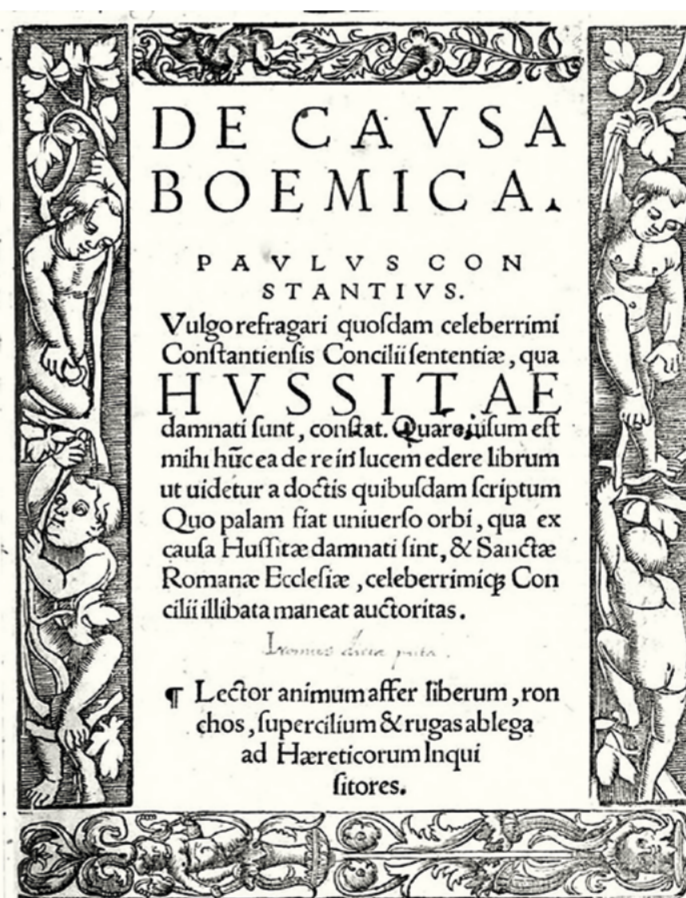 DE CAVSA
BOEMICA.
PAVLVS CON
STANTIVS.
Vulgo refragari quoſdam celeberrimi
Conſtantienſis Concilii ſententiæ, qua
HVSSITAE
damnati ſunt, conſtat. Quare uiſum eſt
mihi hūc ea de re in lucem edere librum
ut uidetur a doctis quibuſdam ſcriptum
Quo palam fiat uniuerſo orbi, qua ex
cauſa Huſſitæ damnati ſint, & Sanctæ
Romanæ Eccleſiæ, celeberrimiqꝫ Con
cilii illibata maneat auctoritas.
¶ Lector animum affer liberum, ron
chos, ſupercilium & rugas ablega
ad Hæreticorum Inqui
ſitores.